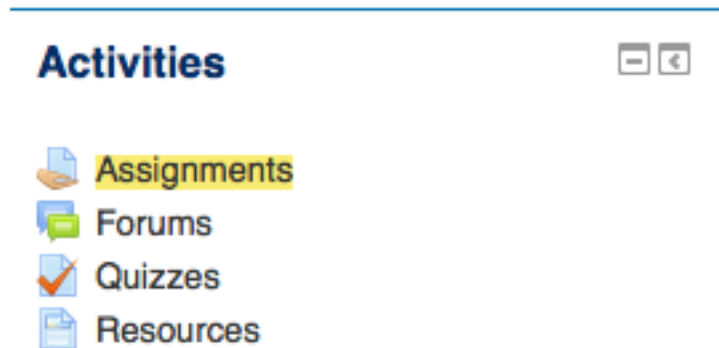 Activities
Assignments
Forums
Quizzes
Resources